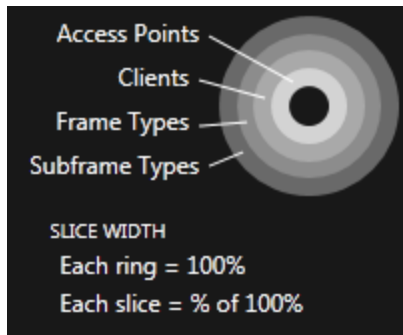 Access Points
Clients
Frame Types
Subframe Types
SLICE WIDTH
Each ring = 100%
Each slice = % of 100%